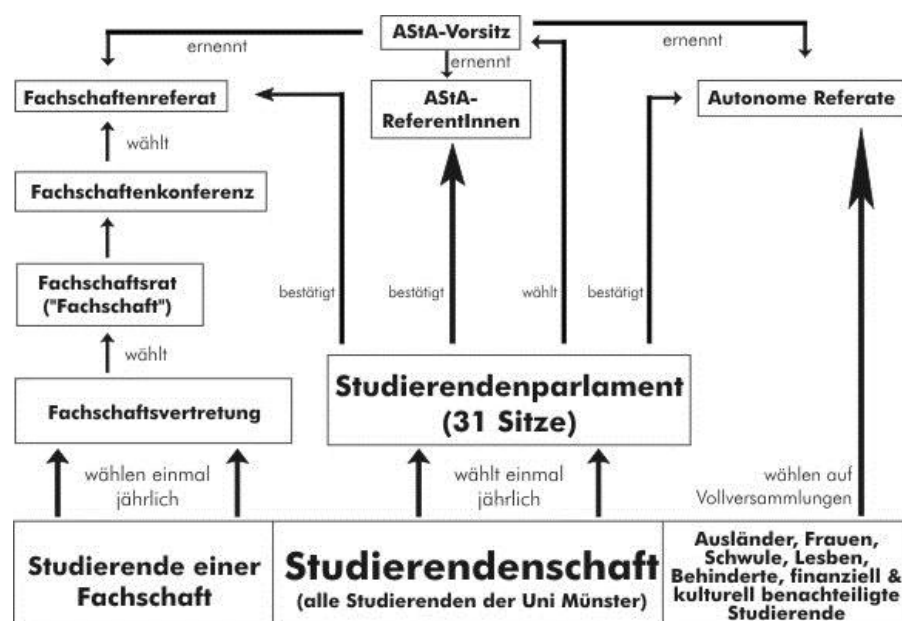 AStA-Vorsitz
ernennt
ernennt
ernennt
Fachschaftenreferat
AStA-
ReferentInnen
Autonome Referate
wählt
Fachschaftenkonferenz
Fachschaftsrat
("Fachschaft")
bestätigt
bestätigt
wählt
bestätigt
wählt
Fachschaftsvertretung
Studierendenparlament
(31 Sitze)
wählen einmal
jährlich
wählt einmal
jährlich
wählen auf
Vollversammlungen
Studierende einer
Fachschaft
Studierendenschaft
(alle Studierenden der Uni Münster)
Ausländer, Frauen,
Schwule, Lesben,
Behinderte, finanziell &
kulturell benachteiligte
Studierende